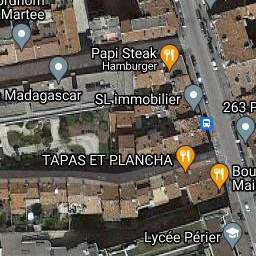 Martee
Papi Steak
Hamburger
Madagascar
SL immobilier
263 F
TAPAS ET PLANCHA
Bou
Mai
Lycée Périer